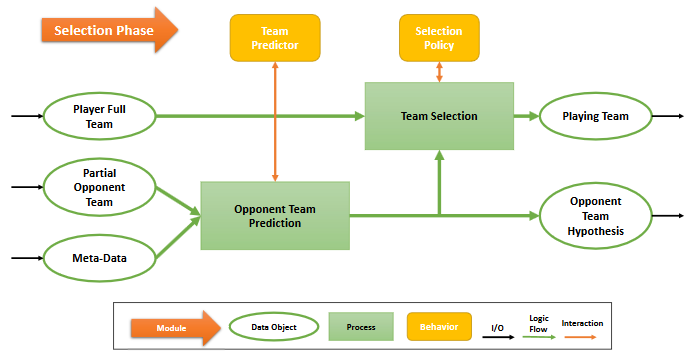 Selection Phase
Team
Predictor
Selection
Policy
Player Full
Team
Team Selection
Playing Team
Partial
Opponent
Team
Opponent Team
Prediction
Opponent
Team
Hypothesis
Meta-Data
Module
Data Object
Process
Behavior
I/O
Logic
Flow
Interaction